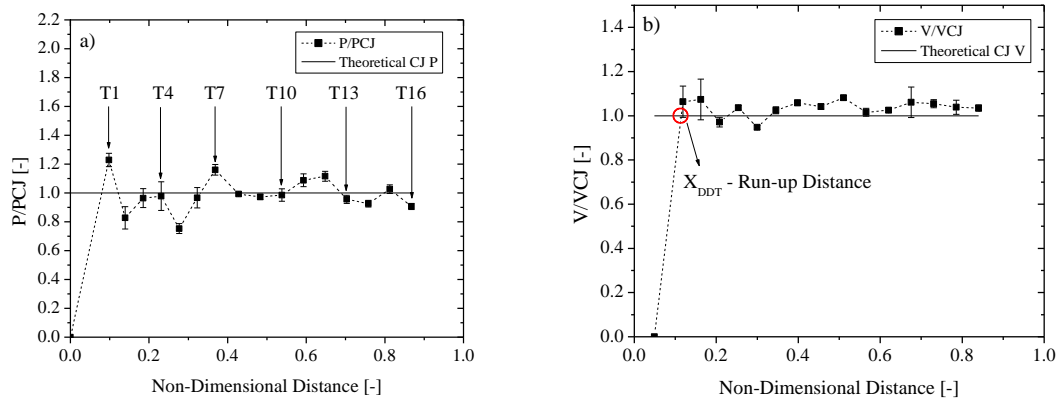 a)
P/PCJ
Theoretical CJ P
T1 T4 T7 T10 T13 T16
2.2
2.0
1.8
1.6
1.4
1.2
1.0
0.8
0.6
0.4
0.2
0.0
P/PCJ [-]
0.0 0.2 0.4 0.6 0.8 1.0
Non-Dimensional Distance [-]
b)
V/VCJ
Theoretical CJ V
X_DDT - Run-up Distance
1.4
1.2
1.0
0.8
0.6
0.4
0.2
0.0
V/VCJ [-]
0.0 0.2 0.4 0.6 0.8 1.0
Non-Dimensional Distance [-]